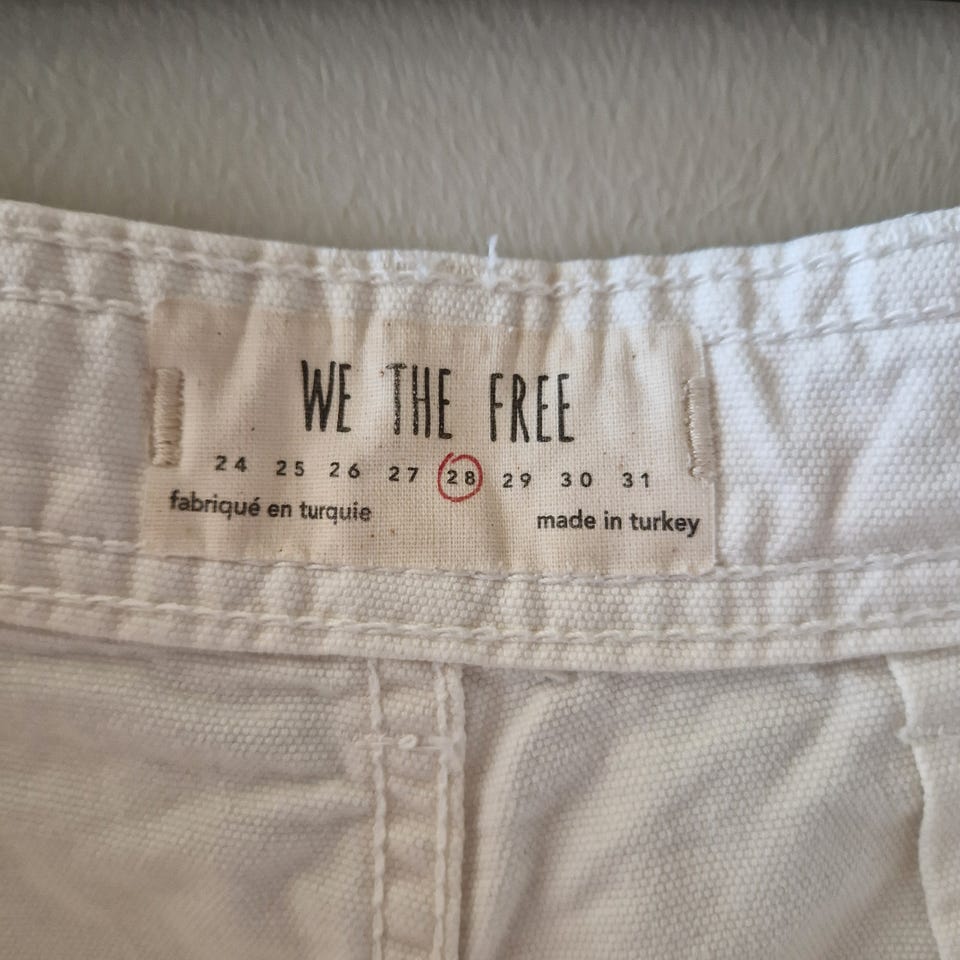 WE THE FREE
24 25 26 27 28 29 30 31
fabriqué en turquie made in turkey